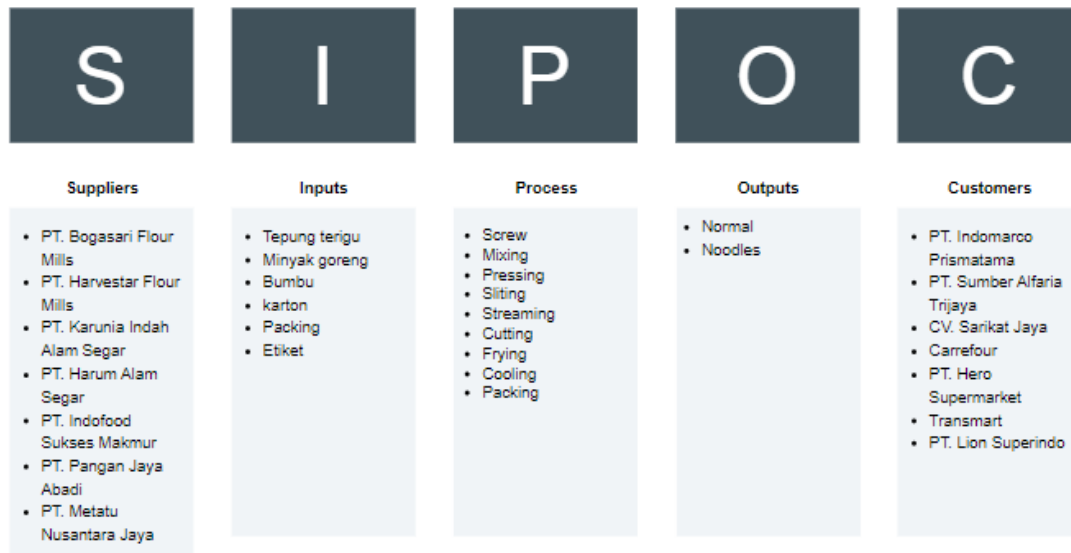 S I P O C
Suppliers
• PT. Bogasari Flour
Mills
• PT. Harvestar Flour
Mills
• PT. Karunia Indah
Alam Segar
• PT. Harum Alam
Segar
• PT. Indofood
Sukses Makmur
• PT. Pangan Jaya
Abadi
• PT. Metatu
Nusantara Jaya
Inputs
• Tepung terigu
• Minyak goreng
• Bumbu
• karton
• Packing
• Etiket
Process
• Screw
• Mixing
• Pressing
• Sliting
• Streaming
• Cutting
• Frying
• Cooling
• Packing
Outputs
• Normal
• Noodles
Customers
• PT. Indomarco
Prismatama
• PT. Sumber Alfaria
Trijaya
• CV. Sarikat Jaya
• Carrefour
• PT. Hero
Supermarket
• Transmart
• PT. Lion Superindo